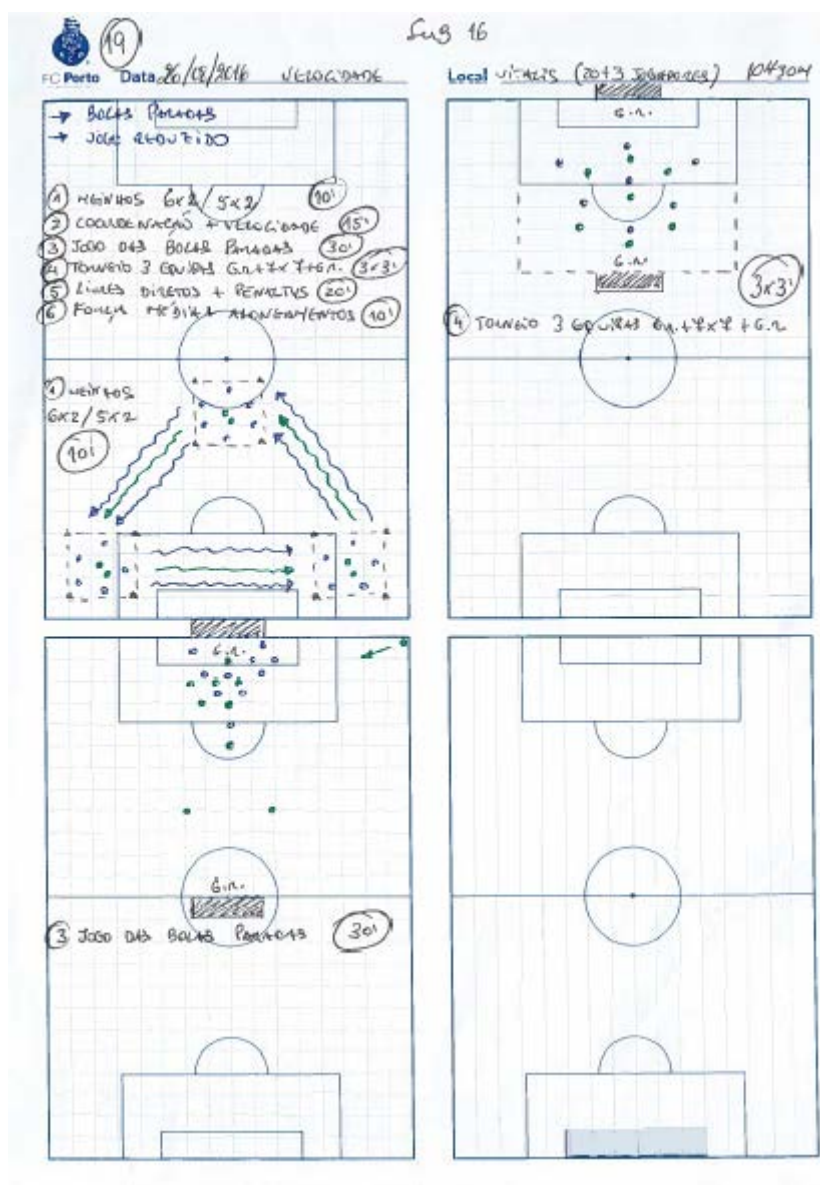 Sub 16
19
FC Porto Data 26/08/2016 VELOCIDADE
Local VITALIS (20+3 JOGADORES) 10H30M
→ BOLAS PARADAS
→ JOGO REDUZIDO
1 MEINHOS 6x2 / 5x2 10'
2 COORDENAÇÃO + VELOCIDADE 15'
3 JOGO DAS BOLAS PARADAS 30'
4 TORNEIO 3 EQUIPAS G.R.+7x7+G.R. 3x3'
5 LIVRES DIRETOS + PENALTYS 20'
6 FORÇA MÉDIA + ALONGAMENTOS 10'
1 MEINHOS
6x2 / 5x2
10'
G.R.
G.R.
3x3'
4 TORNEIO 3 EQUIPAS G.R.+7x7+G.R
G.R.
G.R.
3 JOGO DAS BOLAS PARADAS 30'